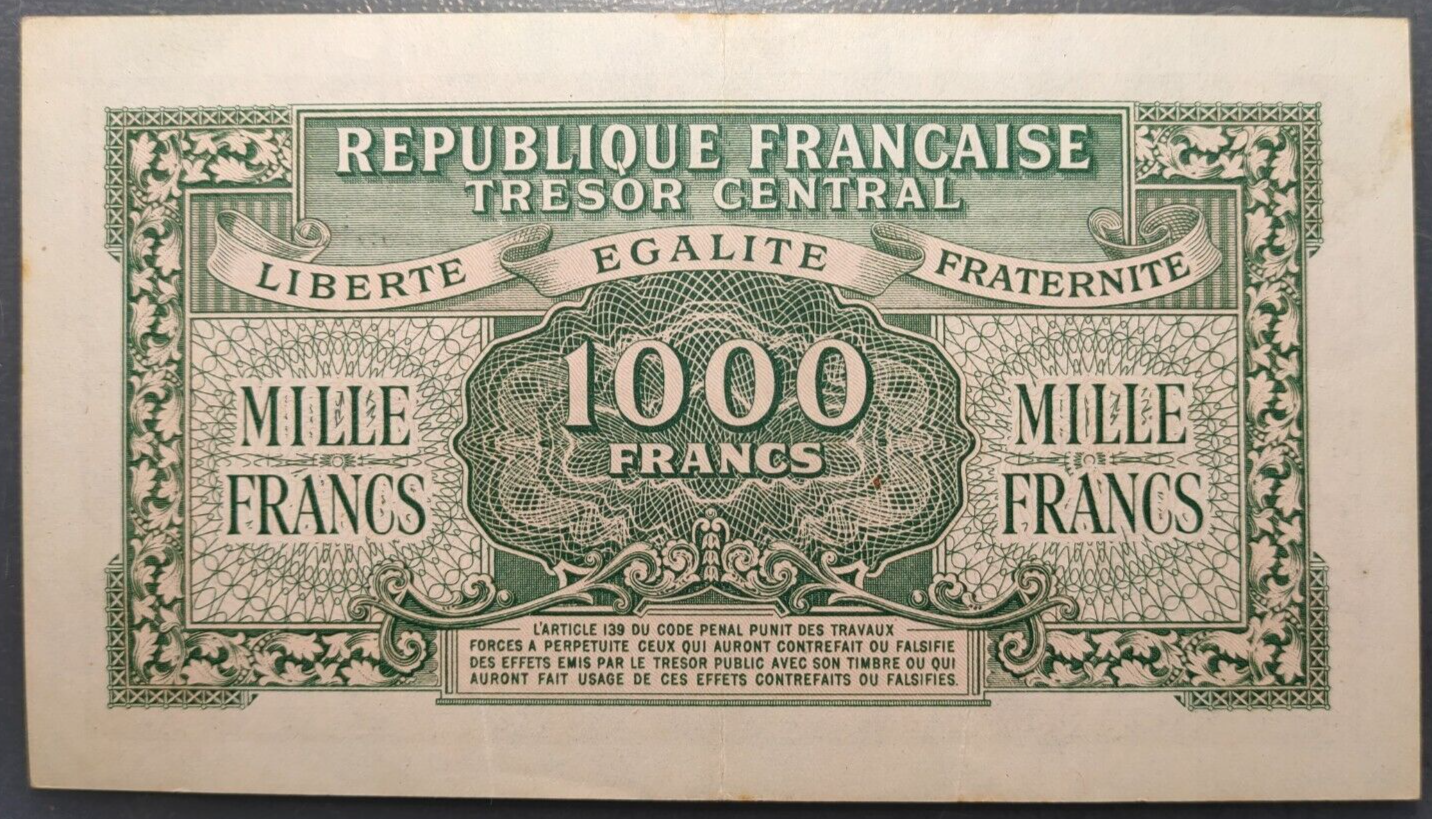 REPUBLIQUE FRANCAISE
TRESOR CENTRAL
LIBERTE EGALITE FRATERNITE
1000
FRANCS
MILLE
FRANCS
MILLE
FRANCS
L'ARTICLE 139 DU CODE PENAL PUNIT DES TRAVAUX
FORCES A PERPETUITE CEUX QUI AURONT CONTREFAIT OU FALSIFIE
DES EFFETS EMIS PAR LE TRESOR PUBLIC AVEC SON TIMBRE OU QUI
AURONT FAIT USAGE DE CES EFFETS CONTREFAITS OU FALSIFIES.